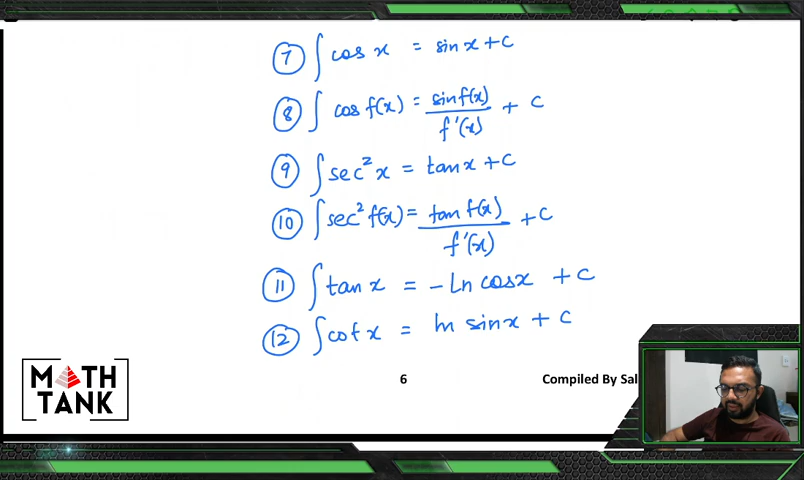 ⑦ ∫ cos x = sin x + c
⑧ ∫ cos f(x) = sin f(x) / f'(x) + c
⑨ ∫ sec² x = tan x + c
⑩ ∫ sec² f(x) = tan f(x) / f'(x) + c
⑪ ∫ tan x = - ln cos x + c
⑫ ∫ cot x = ln sin x + c
MATH
TANK
6
Compiled By Sal